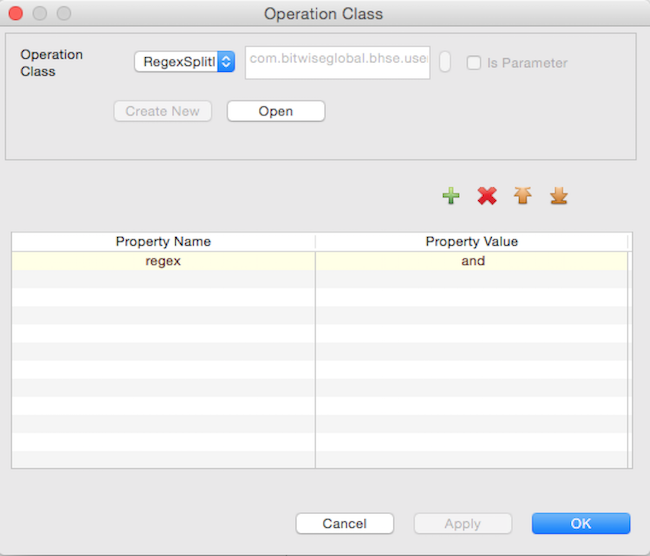 Operation Class
Operation
Class
RegexSplitl
com.bitwiseglobal.bhse.use
Is Parameter
Create New
Open
Property Name
Property Value
regex
and
Cancel
Apply
OK